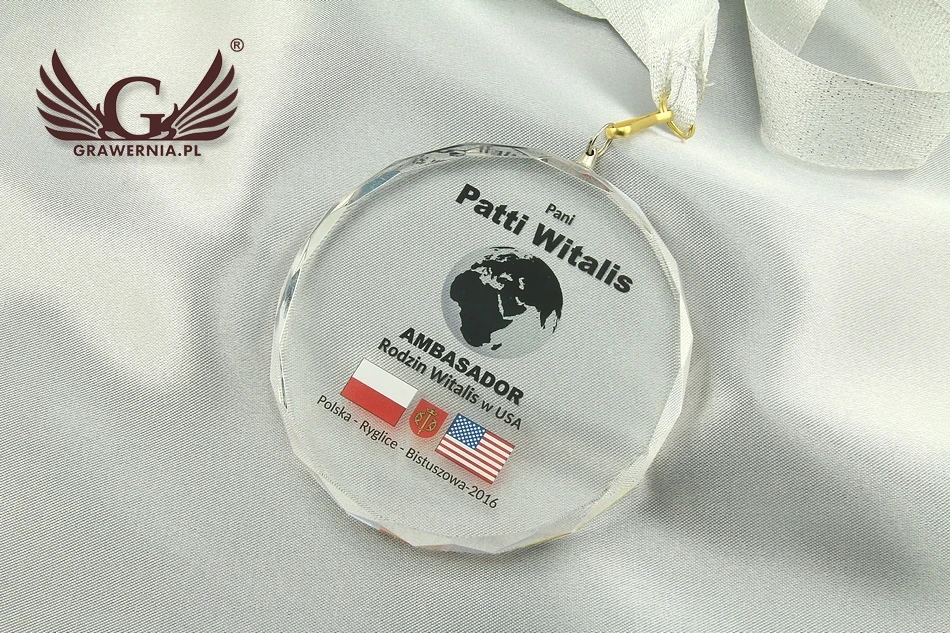 ®
G
GRAWERNIA.PL
Pani
Patti Witalis
AMBASADOR
Rodzin Witalis w USA
Polska - Ryglice - Bistuszowa-2016